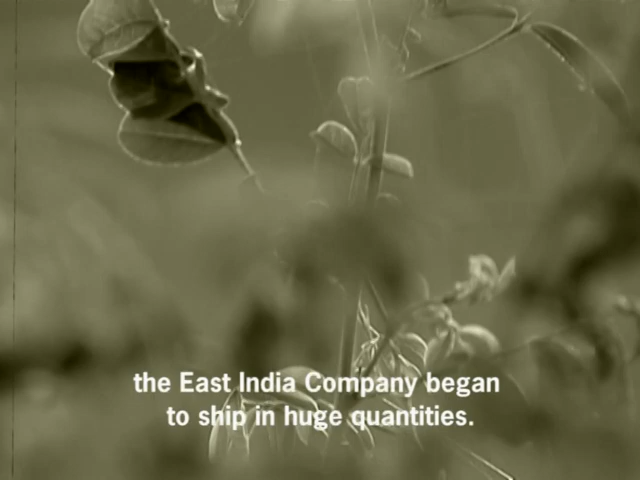 the East India Company began
to ship in huge quantities.